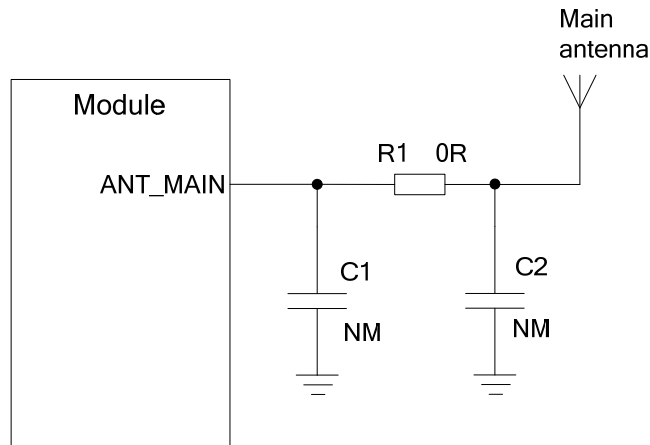 Main
antenna
Module
R1 0R
ANT_MAIN
C1
NM
C2
NM